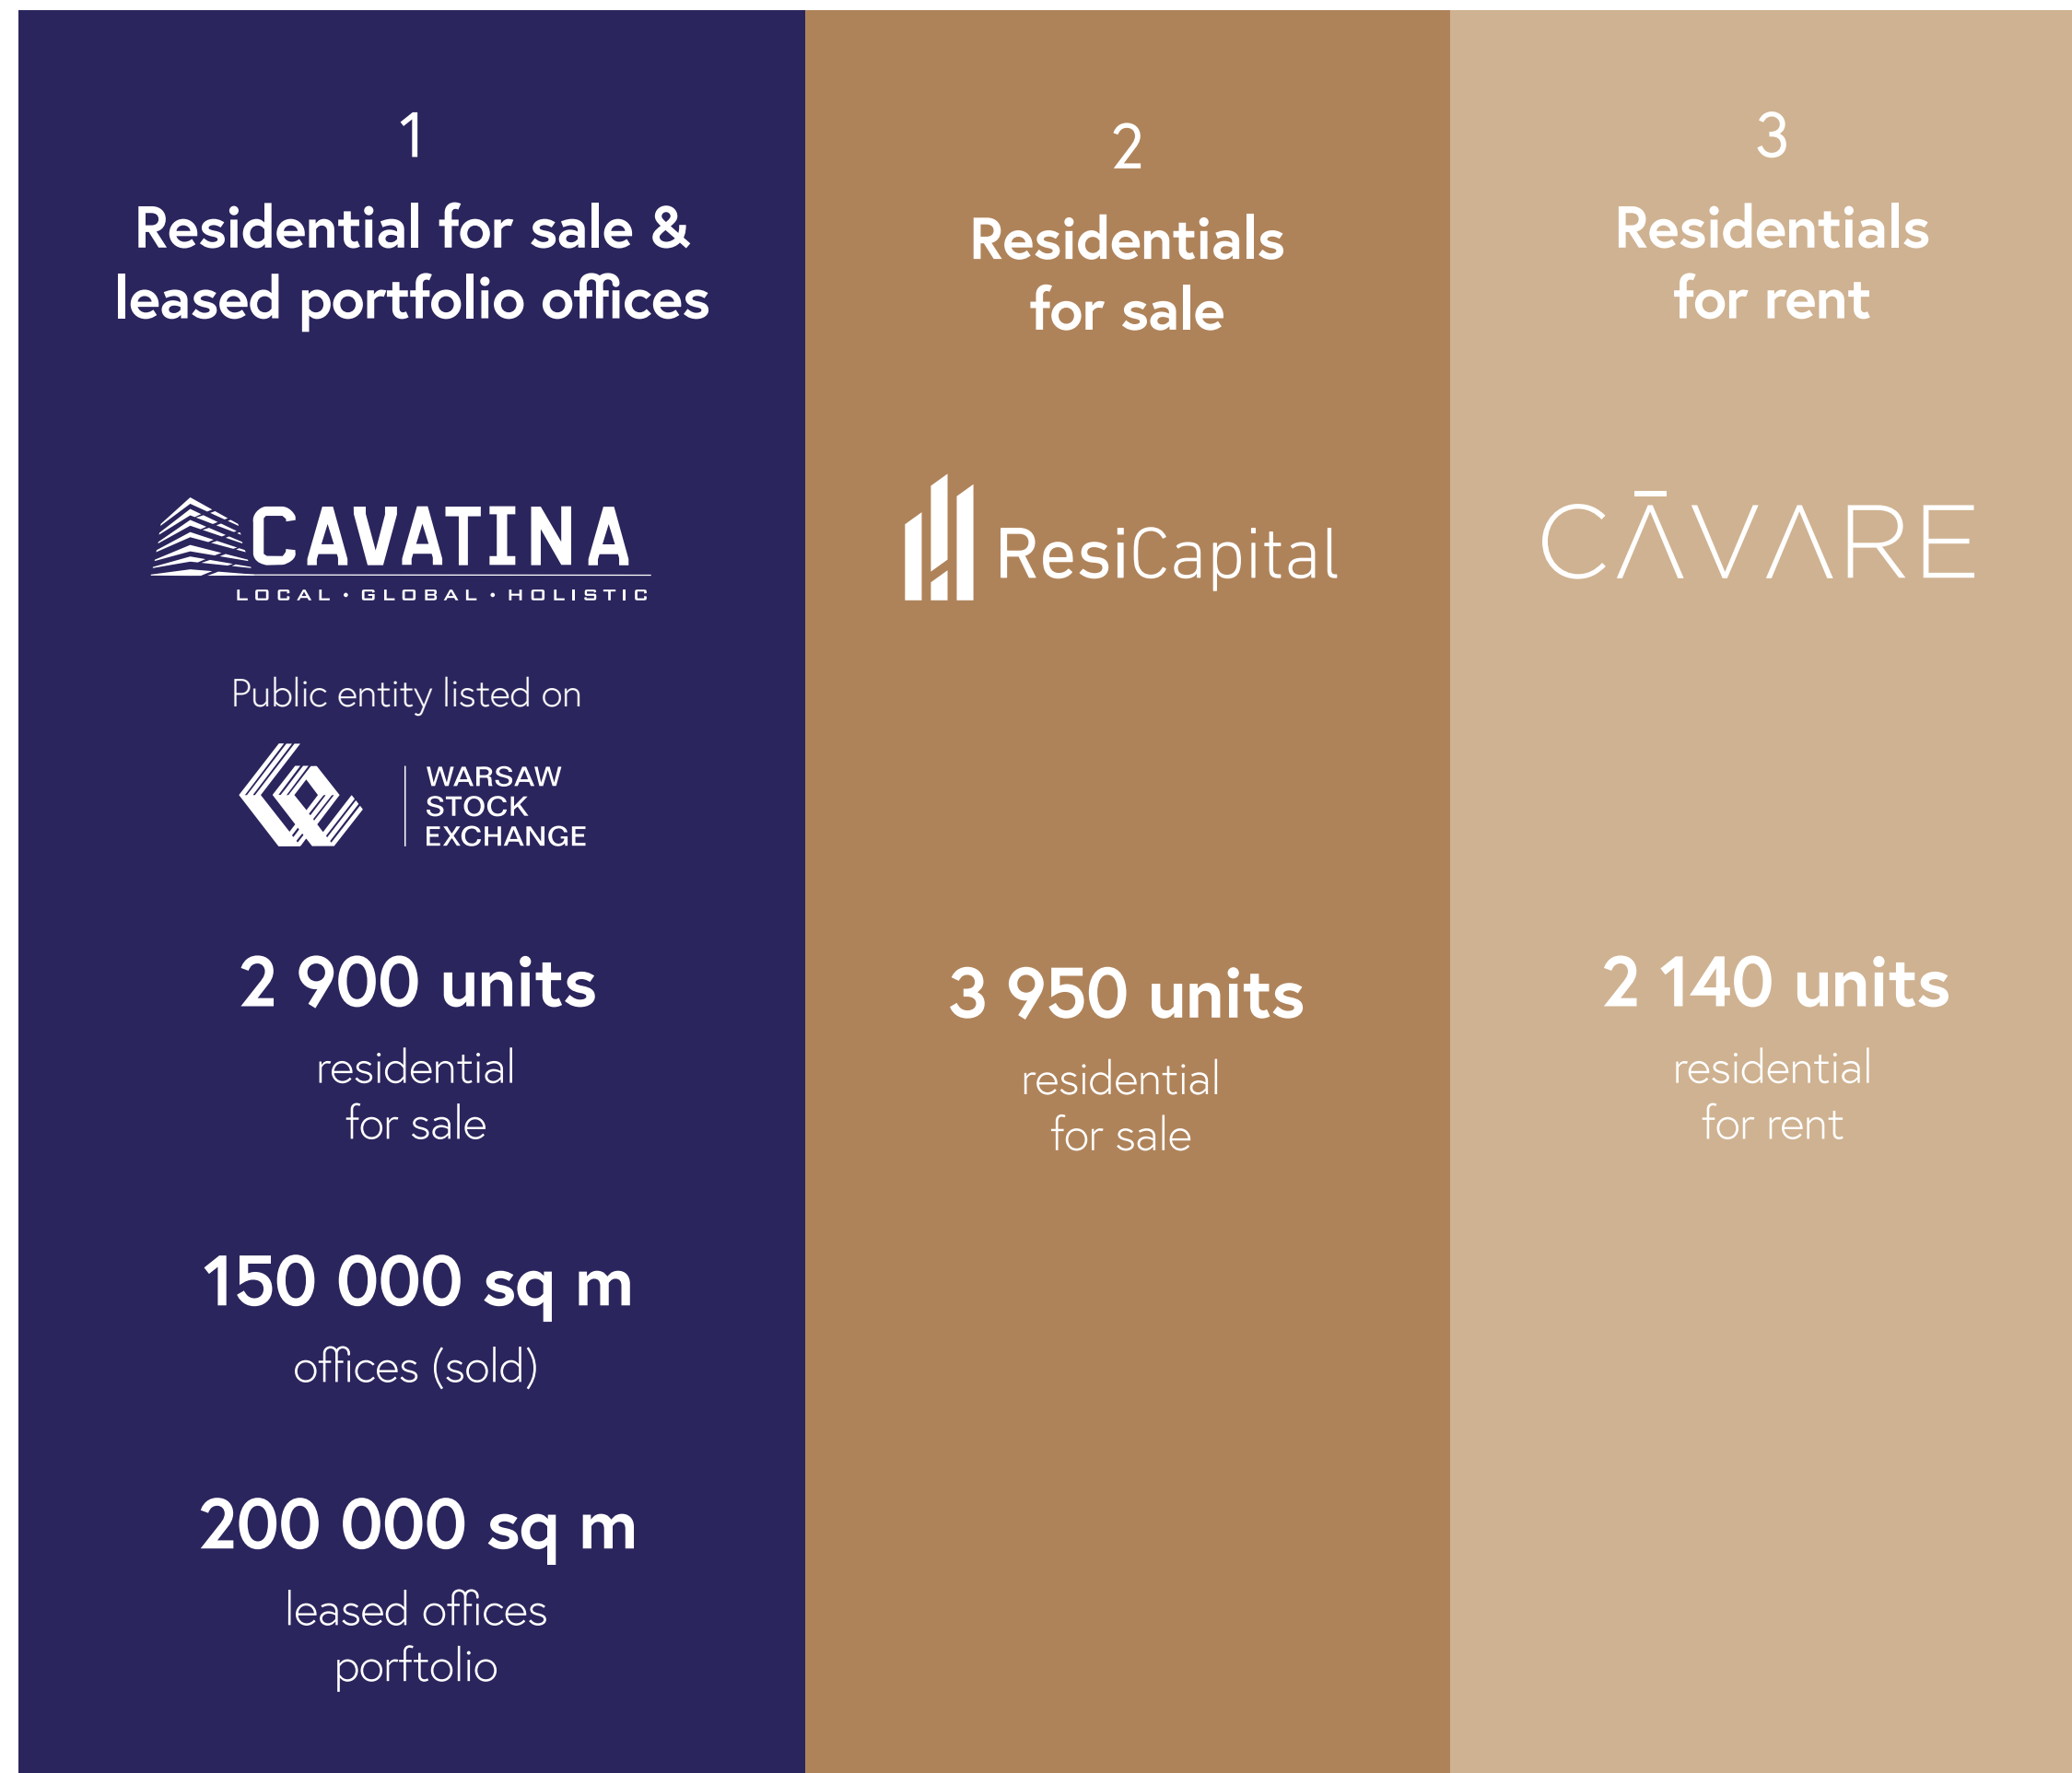 1
Residential for sale &
leased portfolio offices
CAVATINA
LOCAL · GLOBAL · HOLISTIC
Public entity listed on
WARSAW
STOCK
EXCHANGE
2 900 units
residential
for sale
150 000 sq m
offices (sold)
200 000 sq m
leased offices
porftolio
2
Residentials
for sale
ResiCapital
3 950 units
residential
for sale
3
Residentials
for rent
CĀVARE
2 140 units
residential
for rent